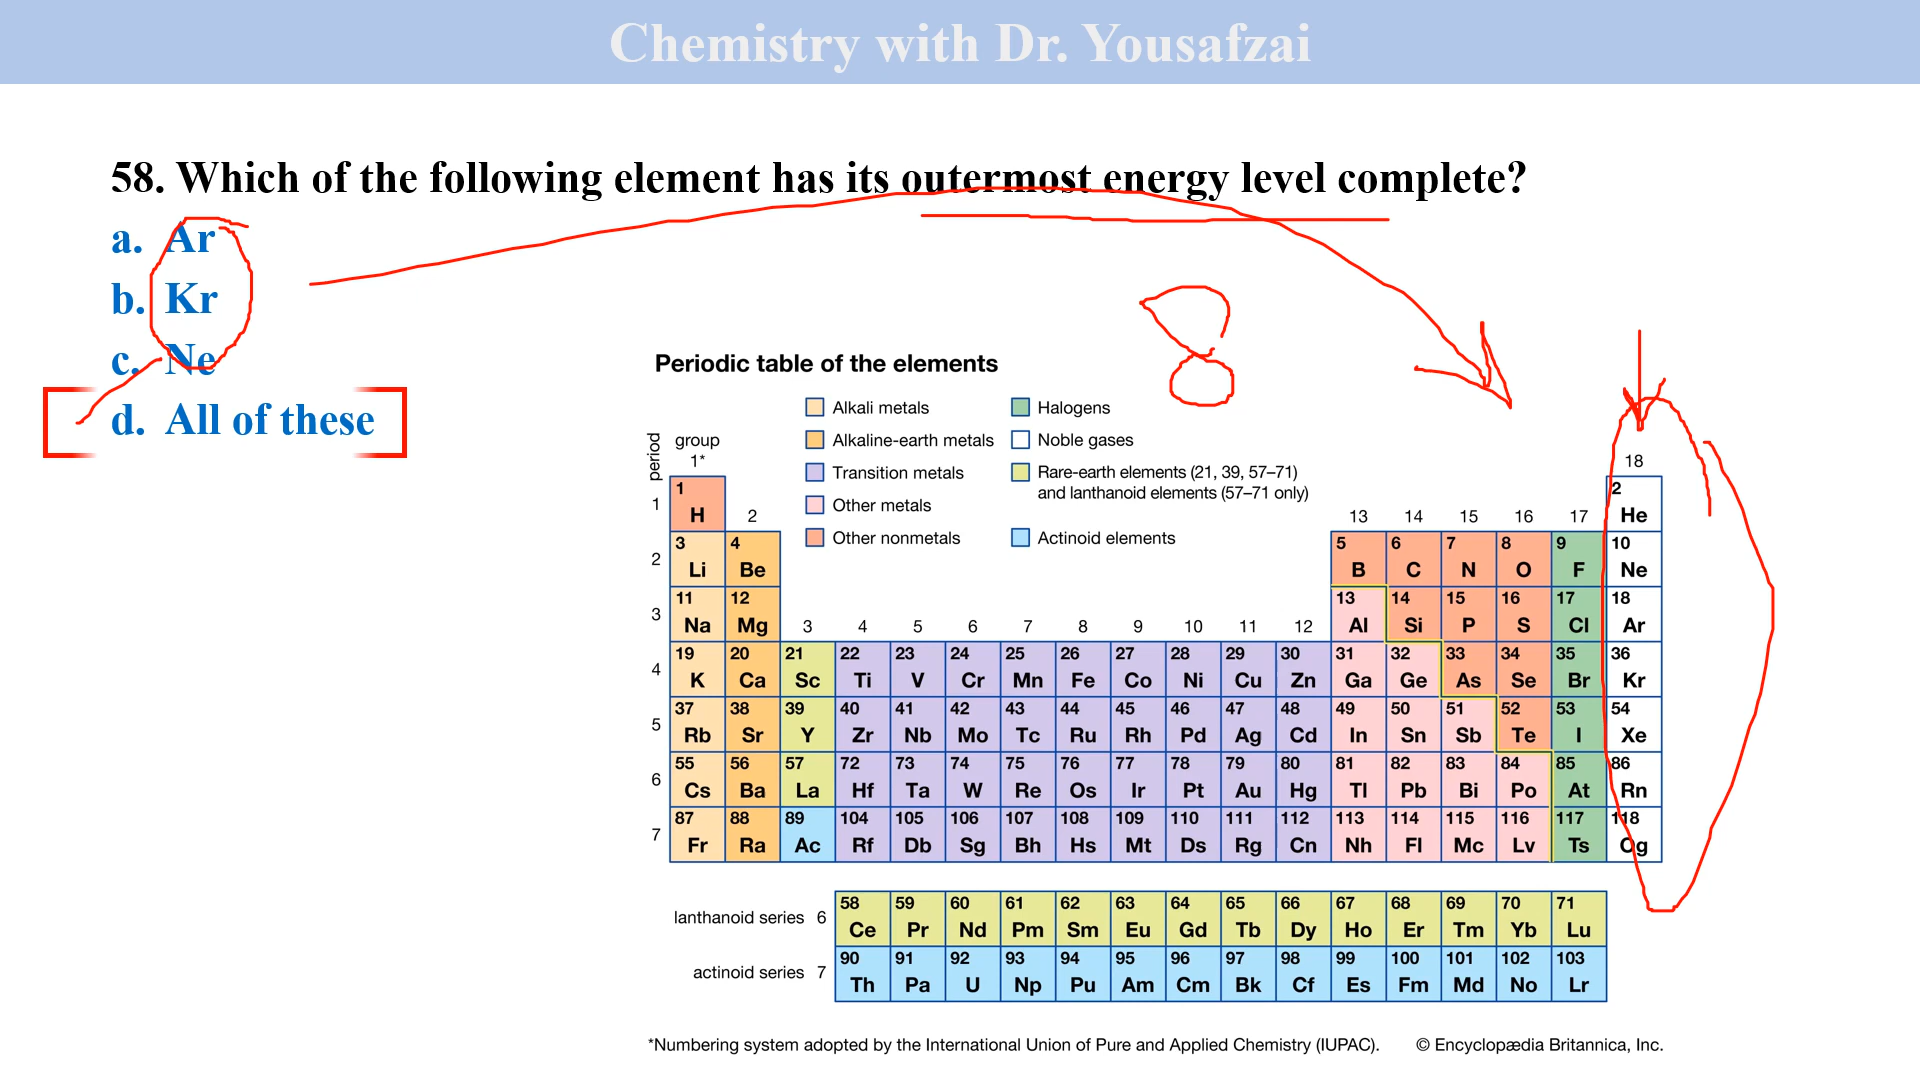 Chemistry with Dr. Yousafzai
58. Which of the following element has its outermost energy level complete?
a. Ar
b. Kr
c. Ne
d. All of these
8
Periodic table of the elements
Alkali metals
Alkaline-earth metals
Transition metals
Other metals
Other nonmetals
Halogens
Noble gases
Rare-earth elements (21, 39, 57–71)
and lanthanoid elements (57–71 only)
Actinoid elements
period
group
1* 2 3 4 5 6 7 8 9 10 11 12 13 14 15 16 17 18
1
1 2
H He
2
3 4 5 6 7 8 9 10
Li Be B C N O F Ne
3
11 12 13 14 15 16 17 18
Na Mg Al Si P S Cl Ar
4
19 20 21 22 23 24 25 26 27 28 29 30 31 32 33 34 35 36
K Ca Sc Ti V Cr Mn Fe Co Ni Cu Zn Ga Ge As Se Br Kr
5
37 38 39 40 41 42 43 44 45 46 47 48 49 50 51 52 53 54
Rb Sr Y Zr Nb Mo Tc Ru Rh Pd Ag Cd In Sn Sb Te I Xe
6
55 56 57 72 73 74 75 76 77 78 79 80 81 82 83 84 85 86
Cs Ba La Hf Ta W Re Os Ir Pt Au Hg Tl Pb Bi Po At Rn
7
87 88 89 104 105 106 107 108 109 110 111 112 113 114 115 116 117 118
Fr Ra Ac Rf Db Sg Bh Hs Mt Ds Rg Cn Nh Fl Mc Lv Ts Og
lanthanoid series 6
58 59 60 61 62 63 64 65 66 67 68 69 70 71
Ce Pr Nd Pm Sm Eu Gd Tb Dy Ho Er Tm Yb Lu
actinoid series 7
90 91 92 93 94 95 96 97 98 99 100 101 102 103
Th Pa U Np Pu Am Cm Bk Cf Es Fm Md No Lr
*Numbering system adopted by the International Union of Pure and Applied Chemistry (IUPAC).
© Encyclopædia Britannica, Inc.